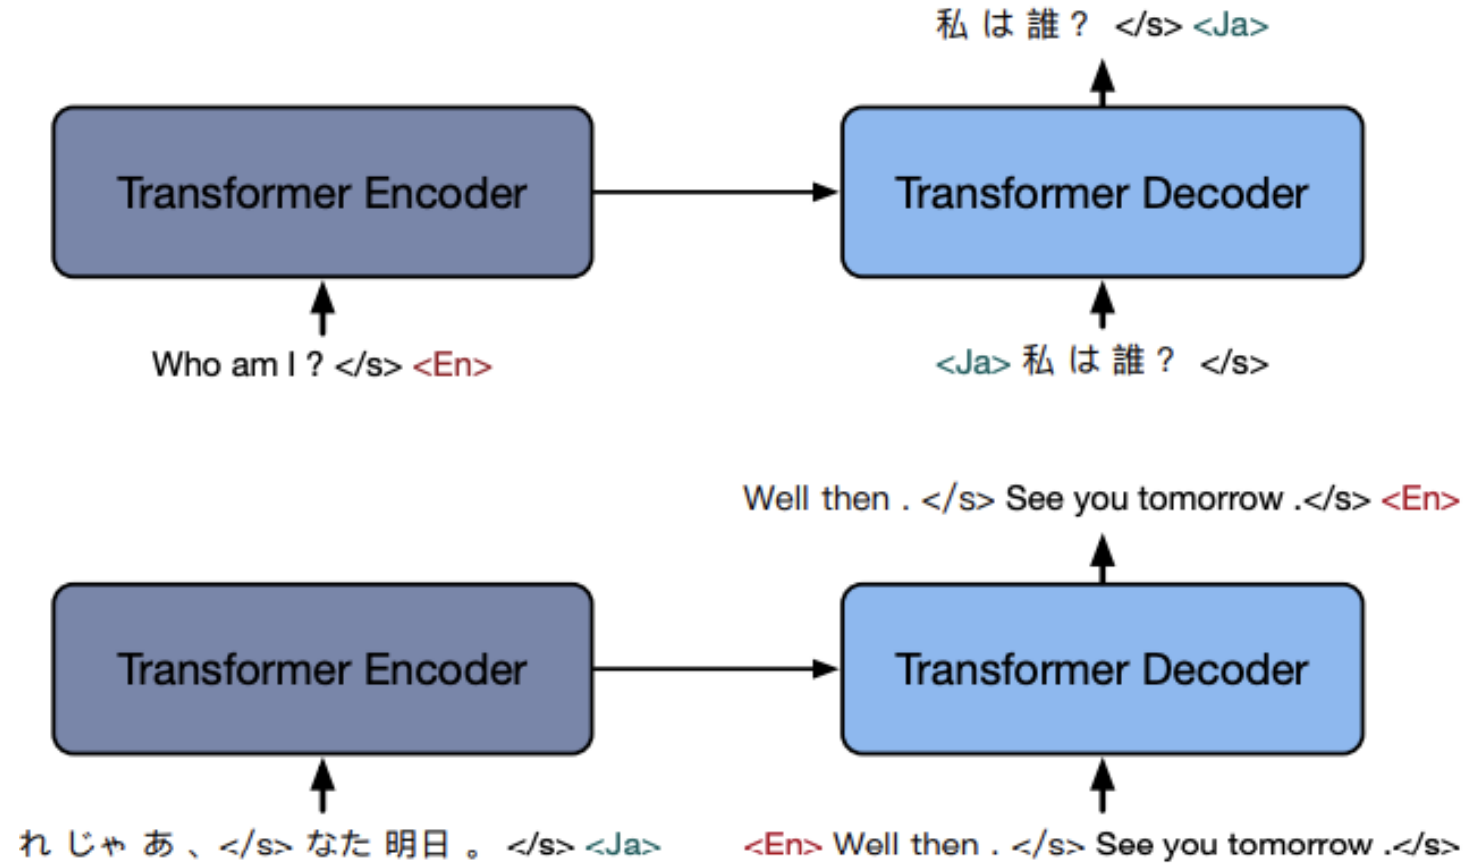 私 は 誰 ? </s> <Ja>
Transformer Encoder
Transformer Decoder
Who am I ? </s> <En>
<Ja> 私 は 誰 ? </s>
Well then . </s> See you tomorrow .</s> <En>
Transformer Encoder
Transformer Decoder
れ じゃ あ 、</s> なた 明日 。 </s> <Ja>
<En> Well then . </s> See you tomorrow .</s>